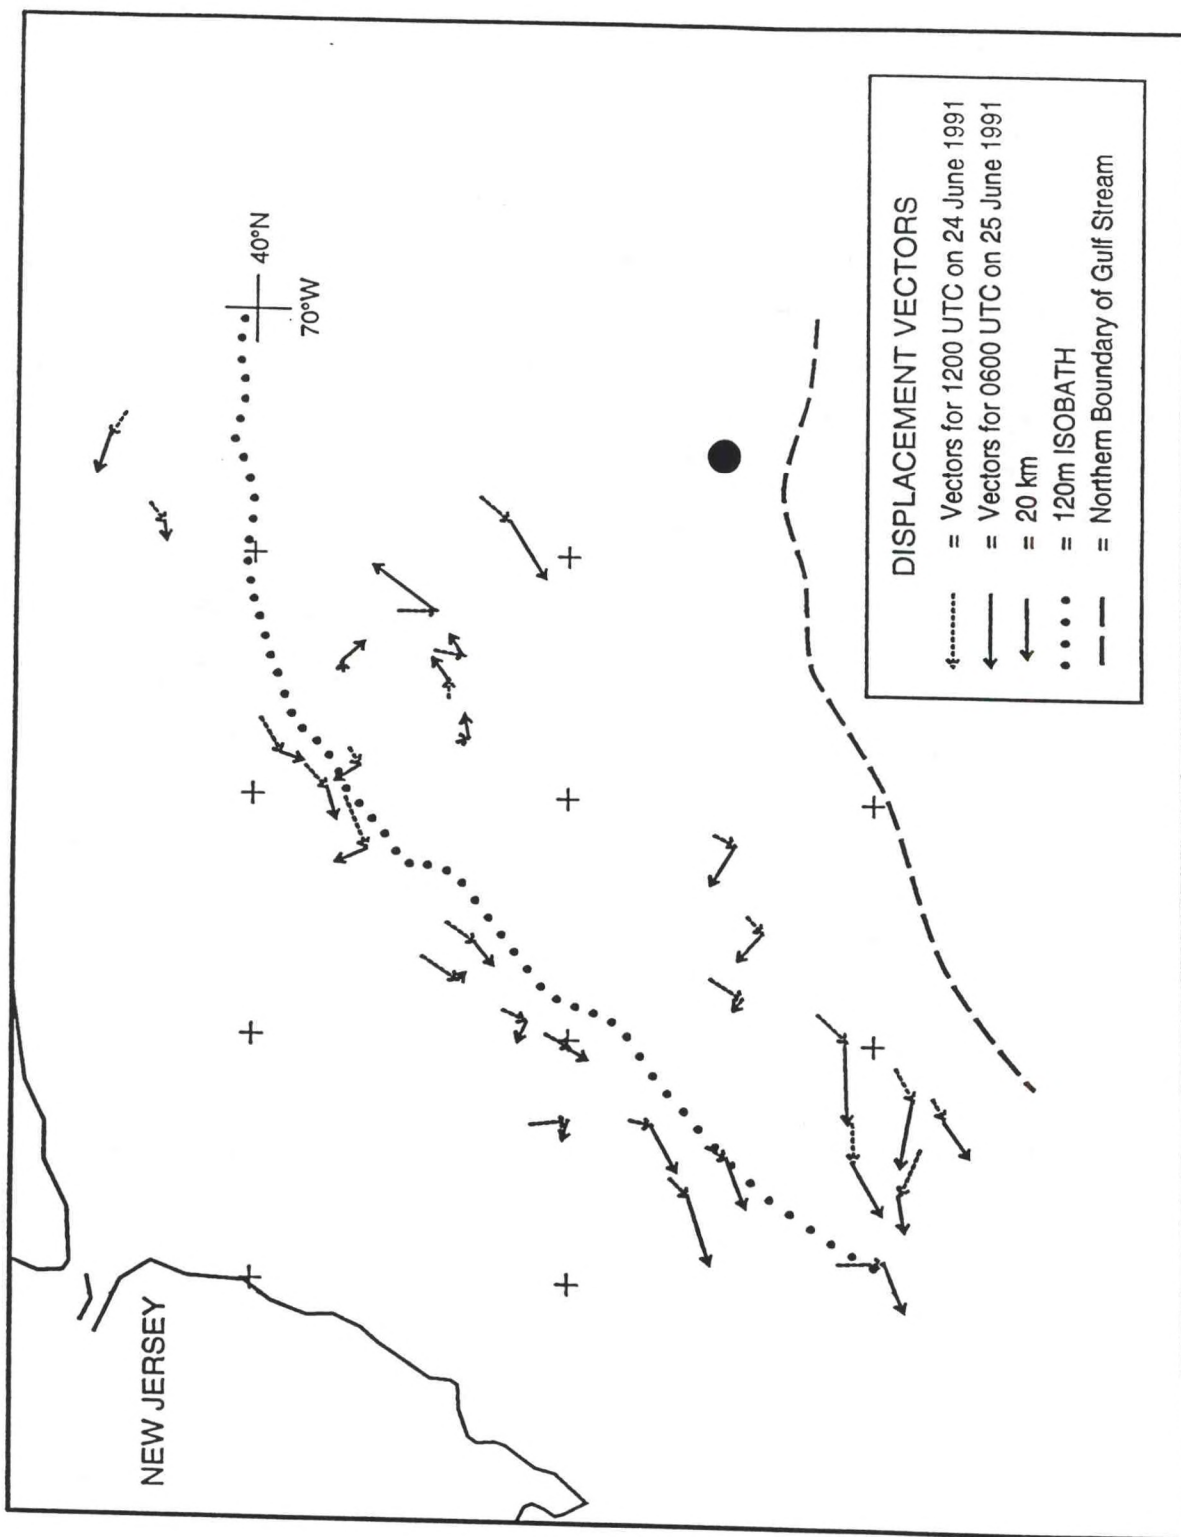 NEW JERSEY
40°N
70°W
DISPLACEMENT VECTORS
= Vectors for 1200 UTC on 24 June 1991
= Vectors for 0600 UTC on 25 June 1991
= 20 km
= 120m ISOBATH
= Northern Boundary of Gulf Stream